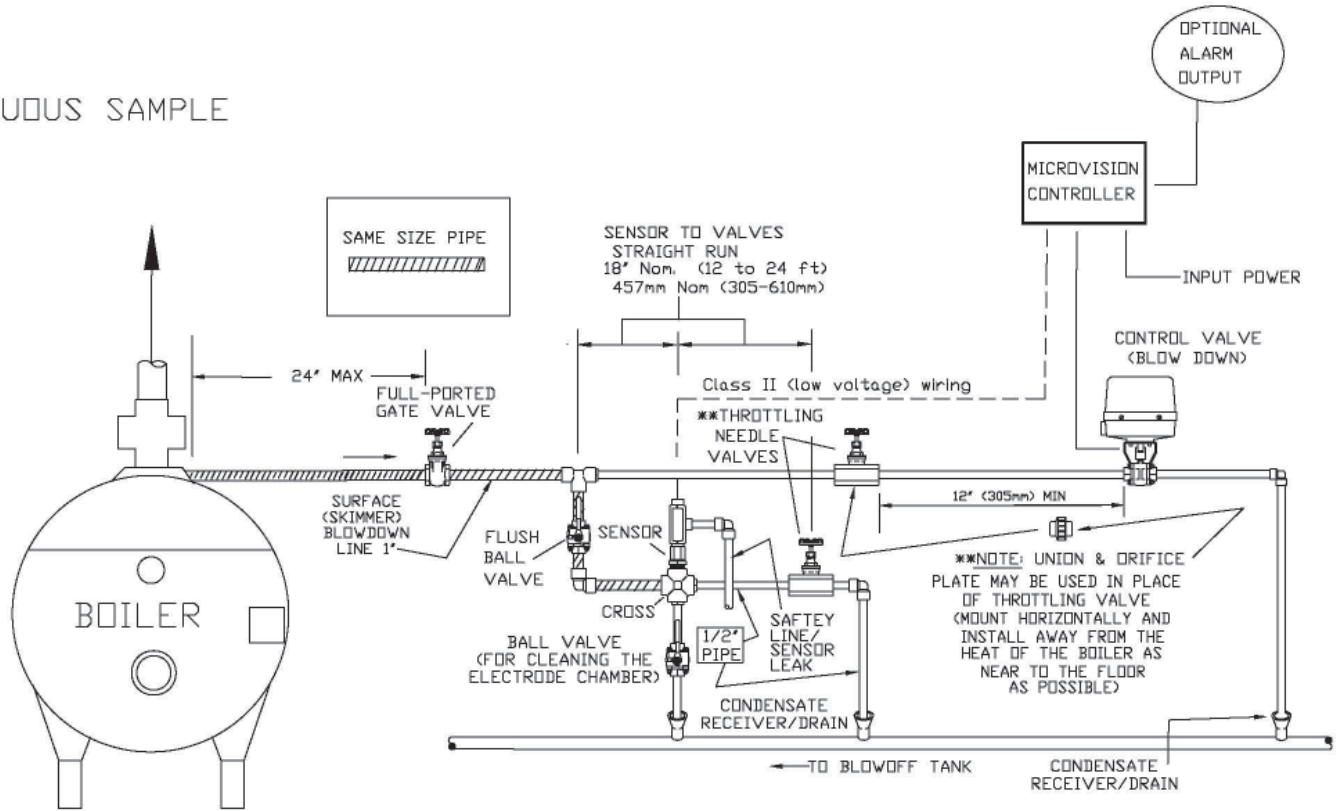 OPTIONAL
ALARM
OUTPUT
UOUS SAMPLE
MICROVISION
CONTROLLER
SAME SIZE PIPE
SENSOR TO VALVES
STRAIGHT RUN
18" Nom. (12 to 24 ft)
457mm Nom (305-610mm)
INPUT POWER
CONTROL VALVE
(BLOW DOWN)
24" MAX
FULL-PORTED
GATE VALVE
Class II (low voltage) wiring
**THROTTLING
NEEDLE
VALVES
12" (305mm) MIN
SURFACE
(SKIMMER)
BLOWDOWN
LINE 1"
FLUSH
BALL
VALVE
SENSOR
CROSS
**NOTE: UNION & ORIFICE
PLATE MAY BE USED IN PLACE
OF THROTTLING VALVE
(MOUNT HORIZONTALLY AND
INSTALL AWAY FROM THE
HEAT OF THE BOILER AS
NEAR TO THE FLOOR
AS POSSIBLE)
BOILER
BALL VALVE
(FOR CLEANING THE
ELECTRODE CHAMBER)
1/2"
PIPE
SAFTEY
LINE/
SENSOR
LEAK
CONDENSATE
RECEIVER/DRAIN
TO BLOWOFF TANK
CONDENSATE
RECEIVER/DRAIN